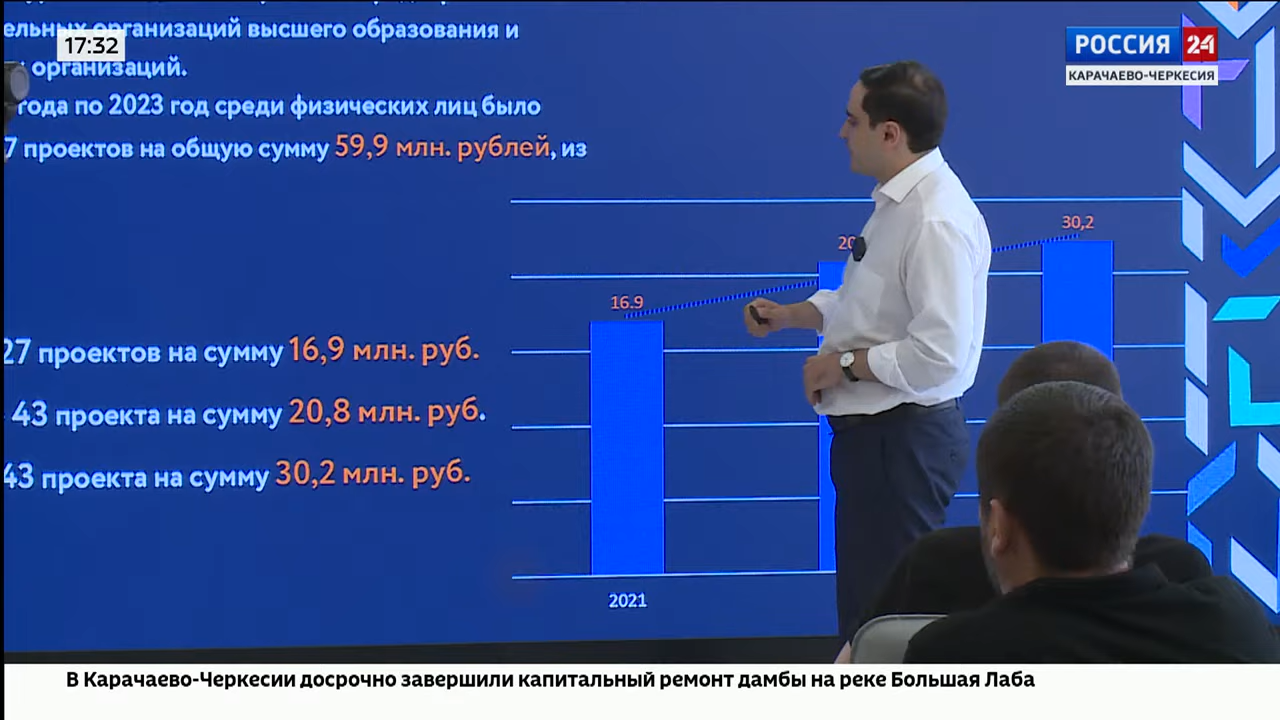 ельных организаций высшего образования и
17:32
организаций.
РОССИЯ 24
КАРАЧАЕВО-ЧЕРКЕСИЯ
года по 2023 год среди физических лиц было
7 проектов на общую сумму 59,9 млн. рублей, из
30,2
20
16.9
27 проектов на сумму 16,9 млн. руб.
43 проекта на сумму 20,8 млн. руб.
43 проекта на сумму 30,2 млн. руб.
2021
В Карачаево-Черкесии досрочно завершили капитальный ремонт дамбы на реке Большая Лаба